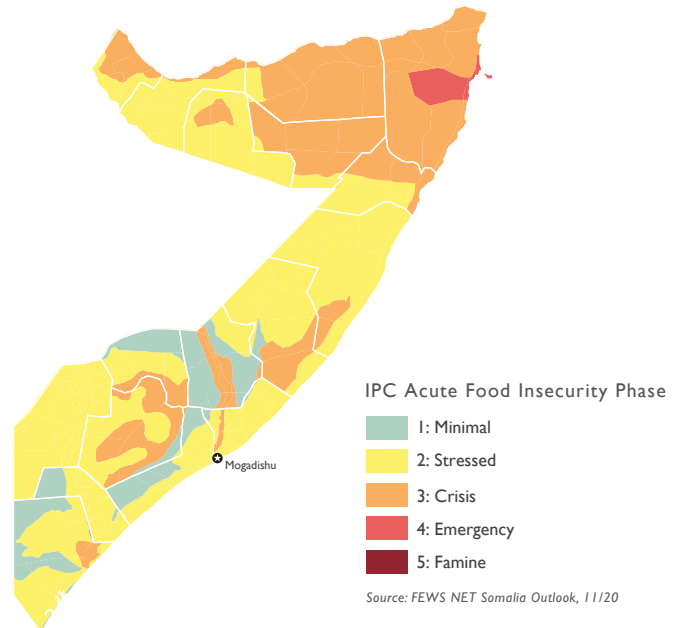 Mogadishu
IPC Acute Food Insecurity Phase
1: Minimal
2: Stressed
3: Crisis
4: Emergency
5: Famine
Source: FEWS NET Somalia Outlook, 11/20